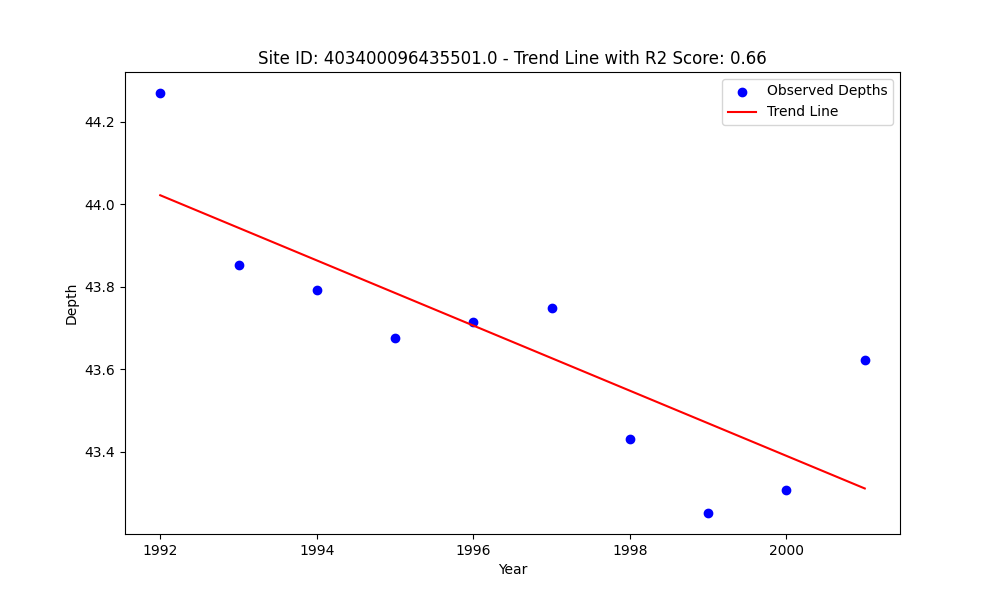 Site ID: 403400096435501.0 - Trend Line with R2 Score: 0.66
Observed Depths
Trend Line
44.2
44.0
43.8
43.6
43.4
Depth
1992
1994
1996
1998
2000
Year